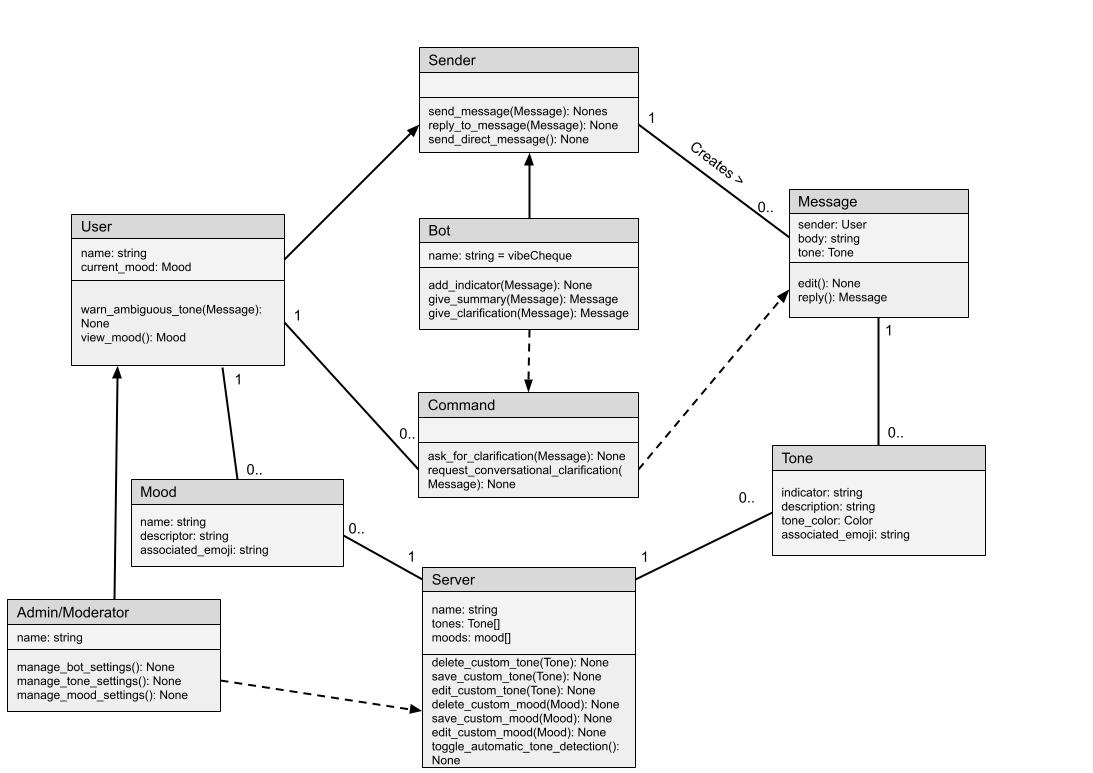 Sender
send_message(Message): Nones
reply_to_message(Message): None
send_direct_message(): None
1
Creates >
0..
Message
sender: User
body: string
tone: Tone
edit(): None
reply(): Message
User
name: string
current_mood: Mood
warn_ambiguous_tone(Message):
None
view_mood(): Mood
Bot
name: string = vibeCheque
add_indicator(Message): None
give_summary(Message): Message
give_clarification(Message): Message
1
0..
1
0..
Command
ask_for_clarification(Message): None
request_conversational_clarification(
Message): None
1
0..
Tone
indicator: string
description: string
tone_color: Color
associated_emoji: string
Mood
name: string
descriptor: string
associated_emoji: string
0..
1
0..
1
Server
name: string
tones: Tone[]
moods: mood[]
delete_custom_tone(Tone): None
save_custom_tone(Tone): None
edit_custom_tone(Tone): None
delete_custom_mood(Mood): None
save_custom_mood(Mood): None
edit_custom_mood(Mood): None
toggle_automatic_tone_detection():
None
Admin/Moderator
name: string
manage_bot_settings(): None
manage_tone_settings(): None
manage_mood_settings(): None